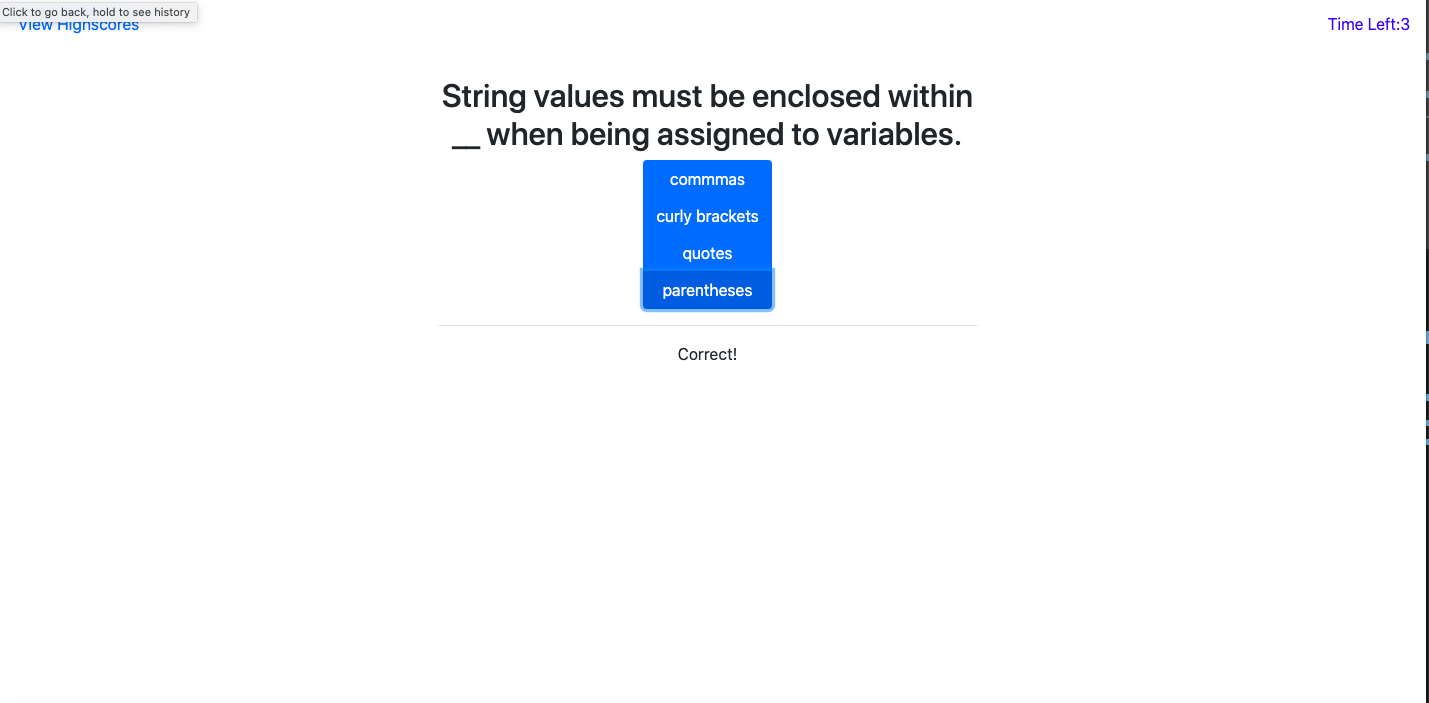 Click to go back, hold to see history
View Highscores
Time Left:3
String values must be enclosed within
__ when being assigned to variables.
commmas
curly brackets
quotes
parentheses
Correct!